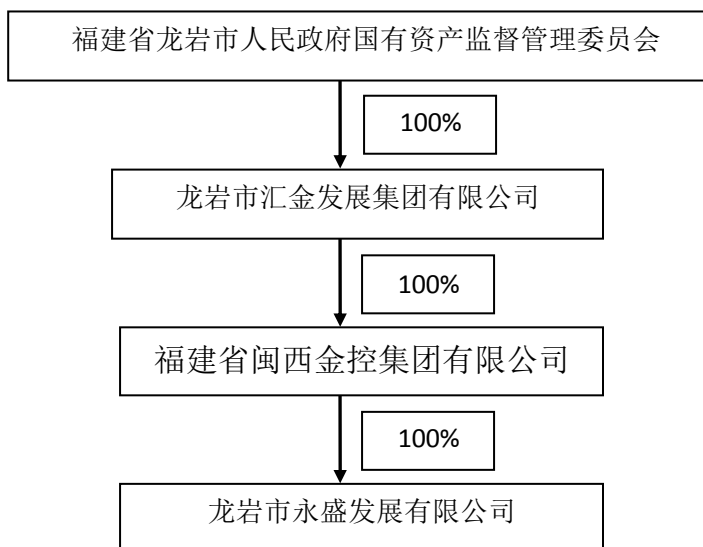 福建省龙岩市人民政府国有资产监督管理委员会
100%
龙岩市汇金发展集团有限公司
100%
福建省闽西金控集团有限公司
100%
龙岩市永盛发展有限公司